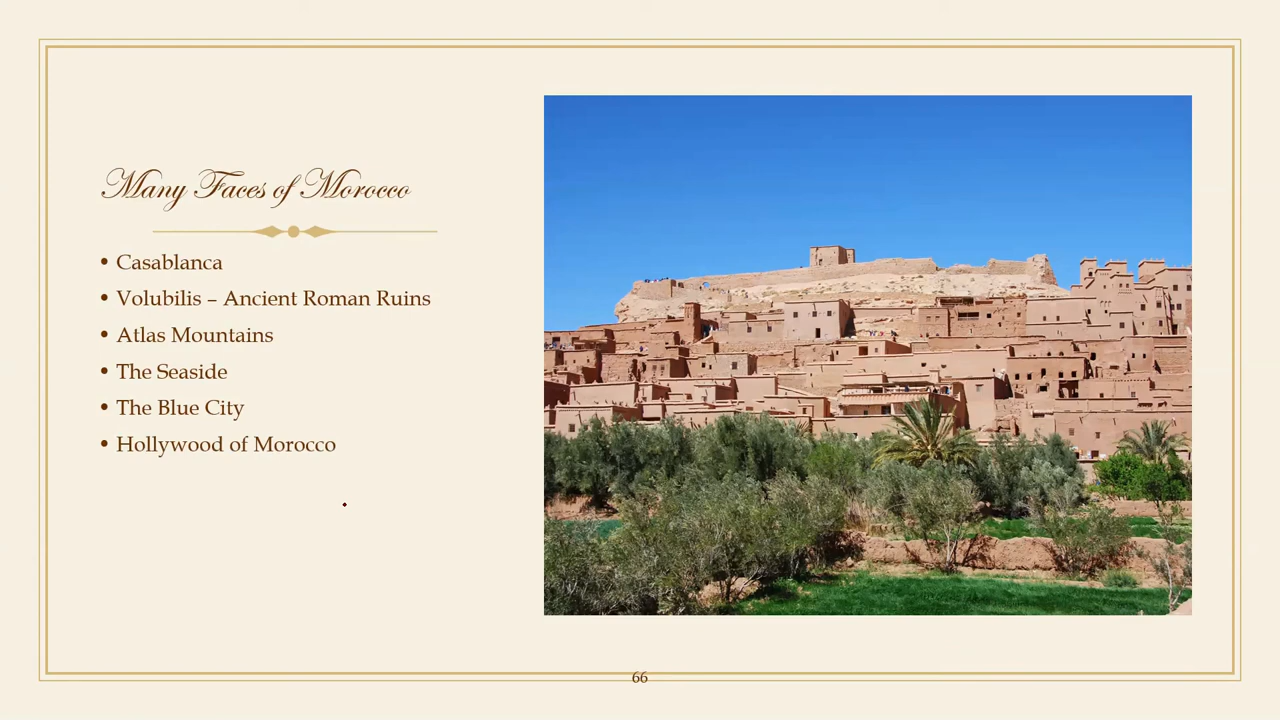 Many Faces of Morocco
• Casablanca
• Volubilis – Ancient Roman Ruins
• Atlas Mountains
• The Seaside
• The Blue City
• Hollywood of Morocco
66